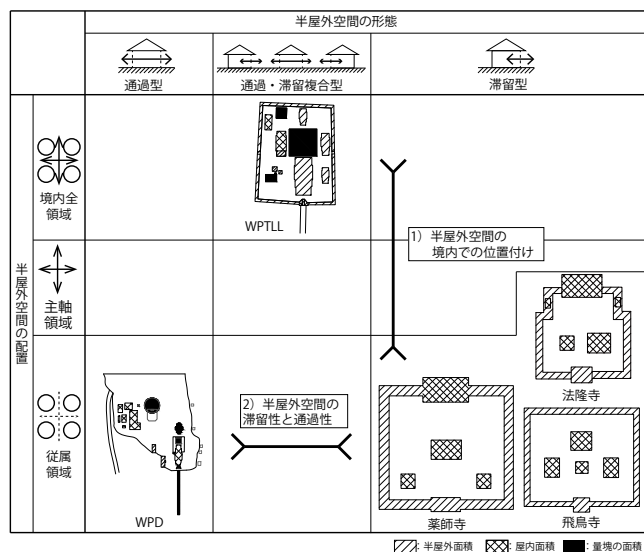 半屋外空間の形態
通過型
通過・滞留複合型
滞留型
半屋外空間の配置
境内全
領域
WPTLL
1）半屋外空間の
境内での位置付け
主軸
領域
法隆寺
2）半屋外空間の
滞留性と通過性
従属
領域
WPD
薬師寺
飛鳥寺
：半屋外面積
：屋内面積
：量塊の面積